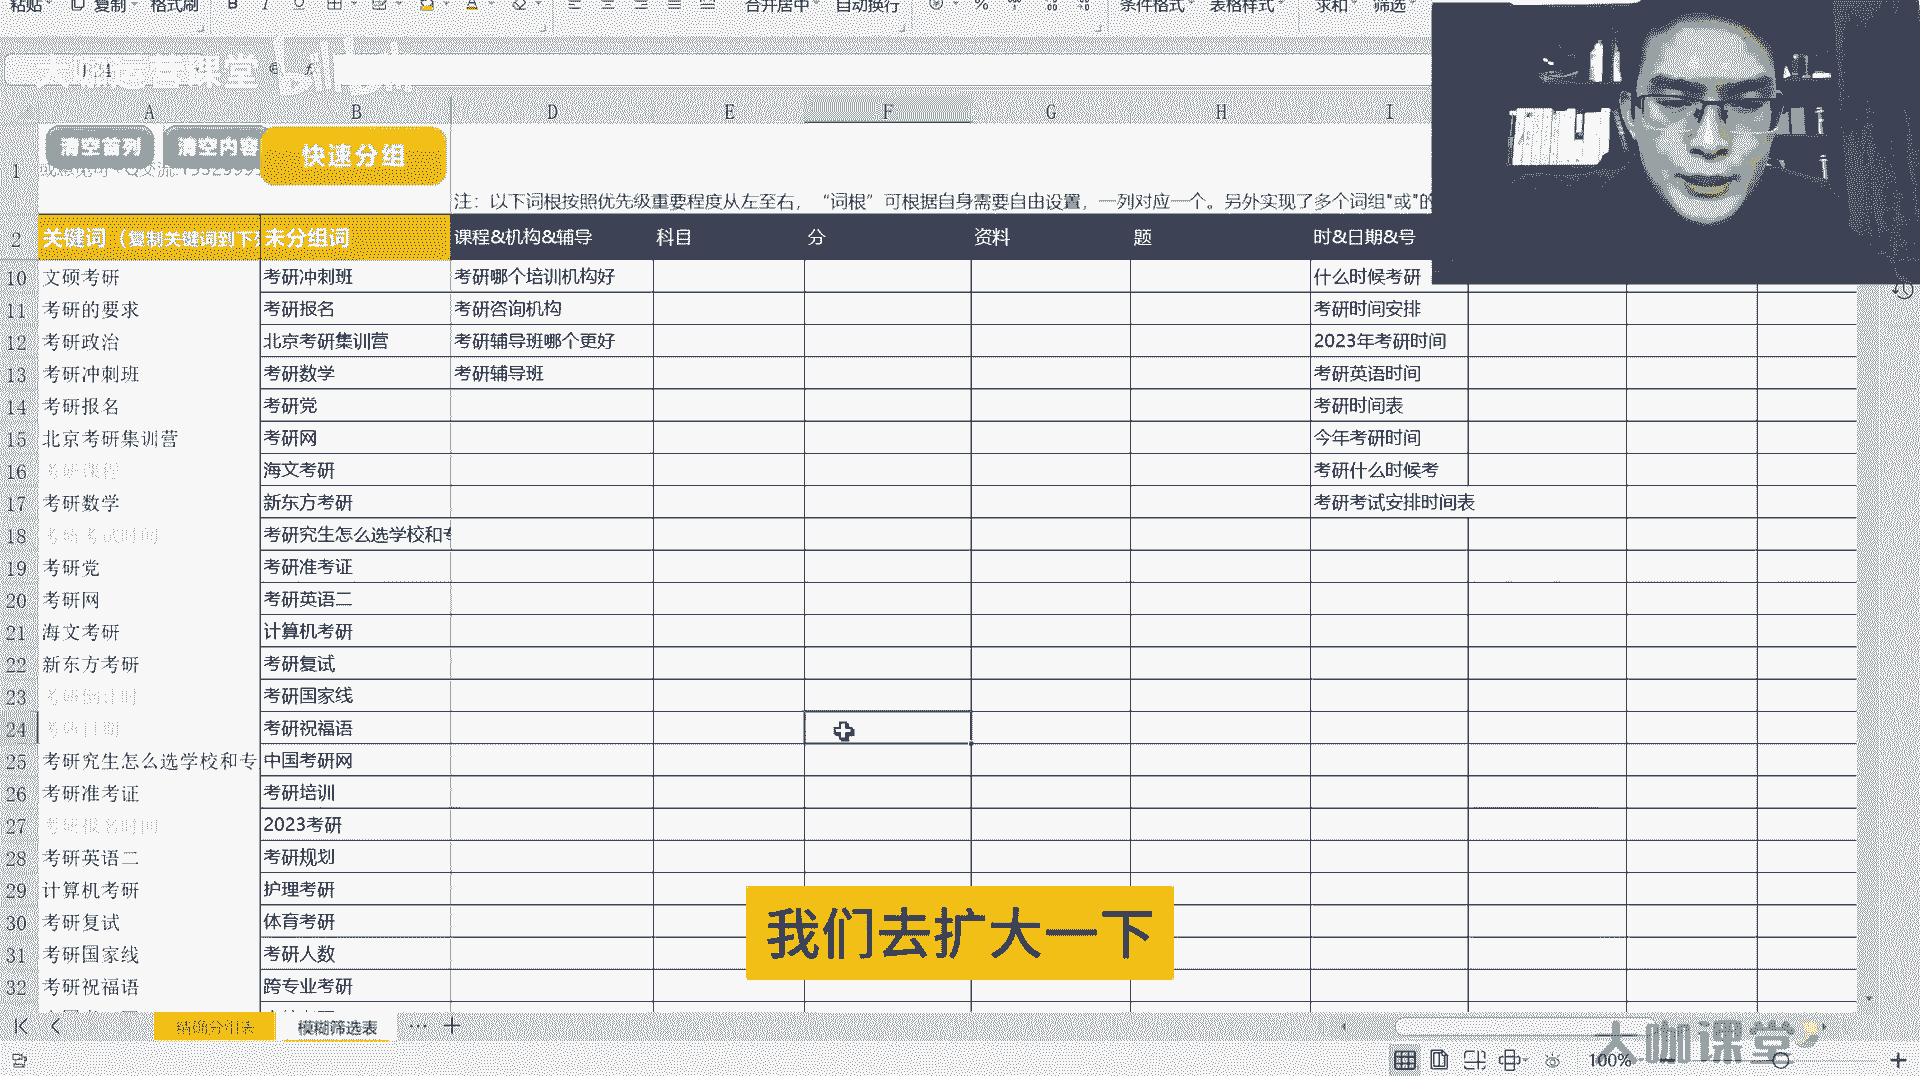 粘贴 复制 格式刷 B I U A 合并居中 自动换行 % 条件格式 表格样式 求和 筛选
大咖运营课堂 bilibili
A B D E F G H I
清空首列 清空内容 快速分组
1 注：以下词根按照优先级重要程度从左至右，“词根”可根据自身需要自由设置，一列对应一个。另外实现了多个词组"或"的
2 关键词（复制关键词到下 未分组词 课程&机构&辅导 科目 分 资料 题 时&日期&号
10 文硕考研 考研冲刺班 考研哪个培训机构好 什么时候考研
11 考研的要求 考研报名 考研咨询机构 考研时间安排
12 考研政治 北京考研集训营 考研辅导班哪个更好 2023年考研时间
13 考研冲刺班 考研数学 考研辅导班 考研英语时间
14 考研报名 考研党 考研时间表
15 北京考研集训营 考研网 今年考研时间
16 考研课程 海文考研 考研什么时候考
17 考研数学 新东方考研 考研考试安排时间表
18 考研考试时间 考研究生怎么选学校和专
19 考研党 考研准考证
20 考研网 考研英语二
21 海文考研 计算机考研
22 新东方考研 考研复试
23 考研倒计时 考研国家线
24 考研日期 考研祝福语
25 考研究生怎么选学校和专 中国考研网
26 考研准考证 考研培训
27 考研报名时间 2023考研
28 考研英语二 考研规划
29 计算机考研 护理考研
30 考研复试 体育考研
31 考研国家线 考研人数
32 考研祝福语 跨专业考研
我们去扩大一下
精确分组表 模糊筛选表 ··· +
大咖课堂
100%